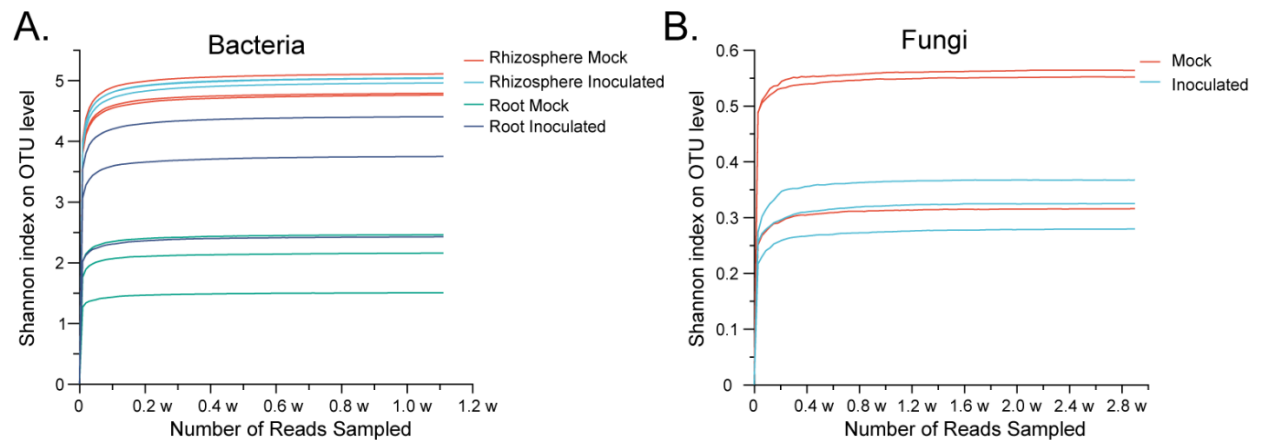 A.
Bacteria
Shannon index on OTU level
5
4
3
2
1
0
0 0.2 w 0.4 w 0.6 w 0.8 w 1.0 w 1.2 w
Number of Reads Sampled
Rhizosphere Mock
Rhizosphere Inoculated
Root Mock
Root Inoculated
B.
Fungi
Shannon index on OTU level
0.6
0.5
0.4
0.3
0.2
0.1
0
0 0.4 w 0.8 w 1.2 w 1.6 w 2.0 w 2.4 w 2.8 w
Number of Reads Sampled
Mock
Inoculated